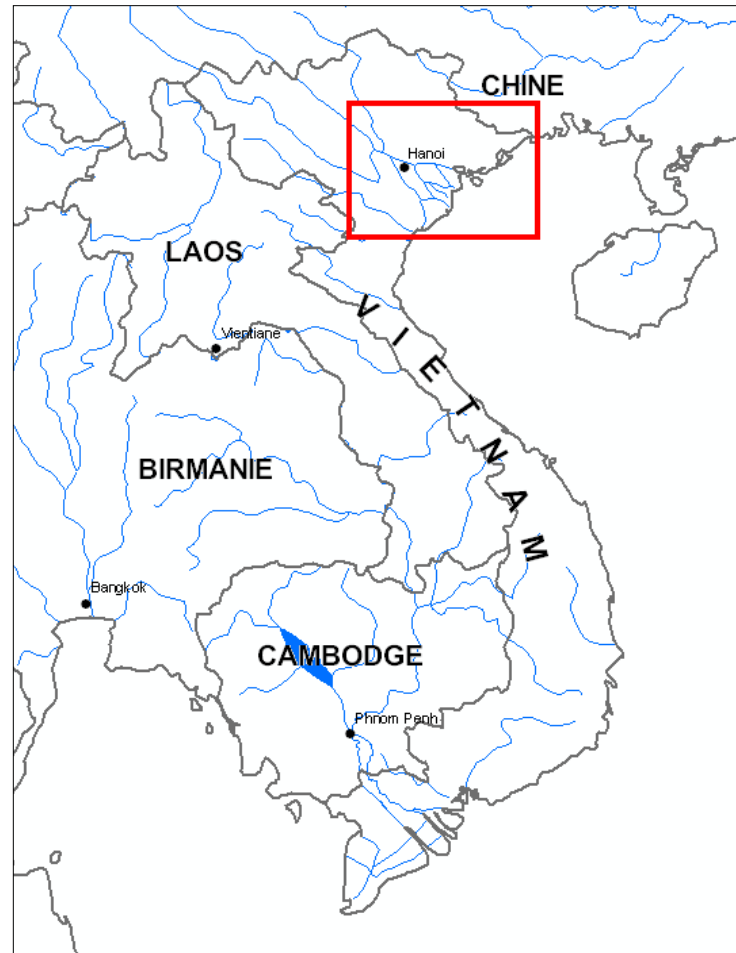 CHINE
Hanoi
LAOS
VIETNAM
Vientiane
BIRMANIE
Bangkok
CAMBODGE
Phnom Penh